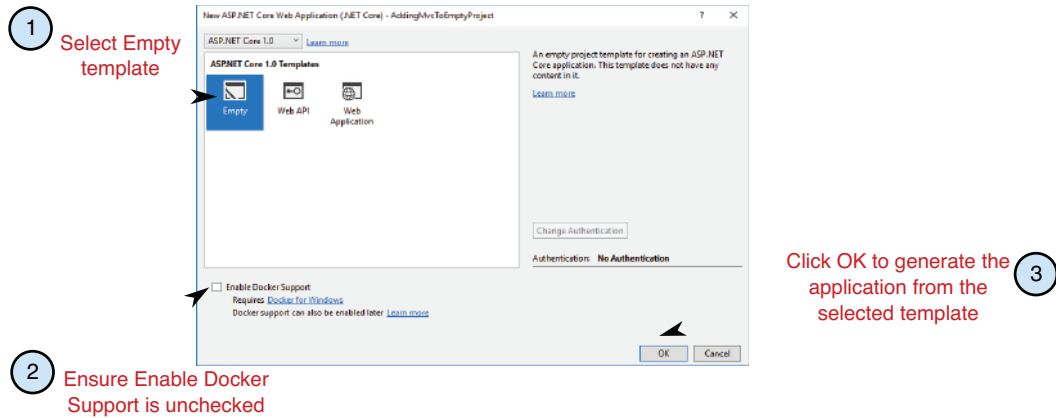 New ASP.NET Core Web Application (.NET Core) - AddingMvcToEmptyProject
1
Select Empty
template
ASP.NET Core 1.0
Learn more
ASP.NET Core 1.0 Templates
Empty
Web API
Web
Application
An empty project template for creating an ASP.NET
Core application. This template does not have any
content in it.
Learn more
Change Authentication
Authentication: No Authentication
Enable Docker Support
Requires Docker for Windows
Docker support can also be enabled later Learn more
OK
Cancel
Click OK to generate the
application from the
selected template
3
2
Ensure Enable Docker
Support is unchecked